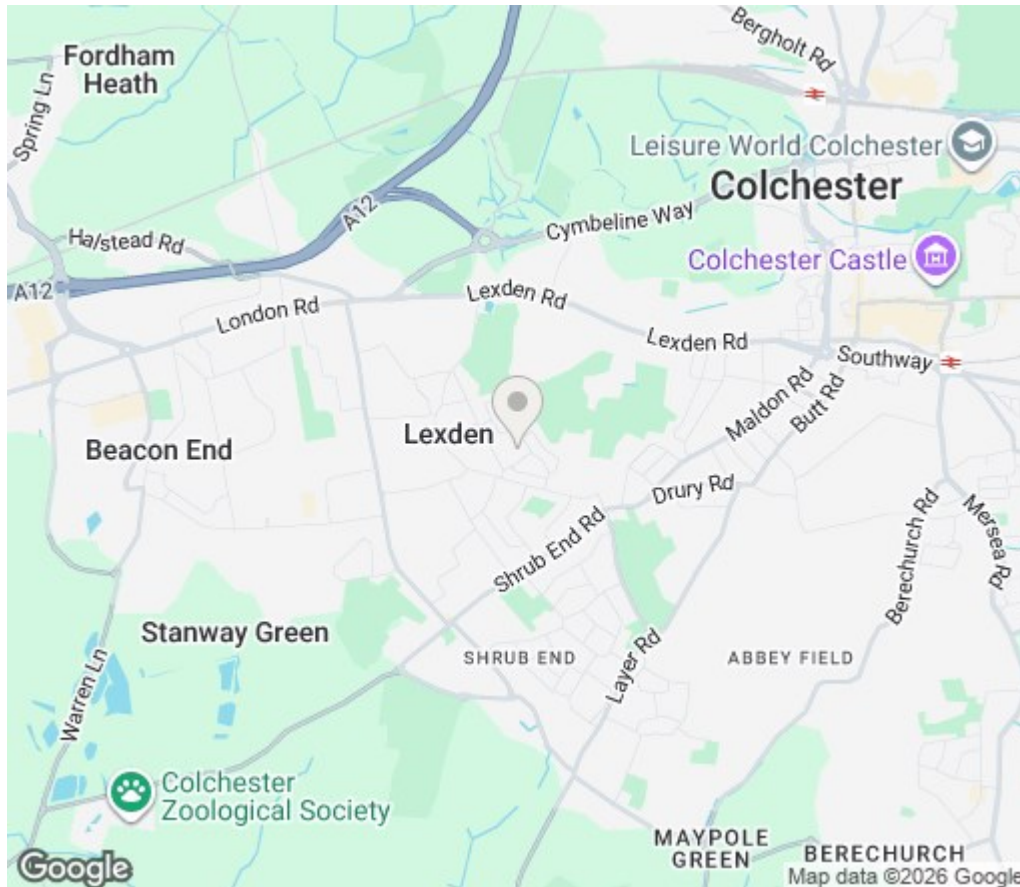 Fordham
Heath
Bergholt Rd
Spring Ln
Leisure World Colchester
Colchester
A12
Cymbeline Way
Halstead Rd
Colchester Castle
A12
Lexden Rd
London Rd
Lexden Rd
Southway
Maldon Rd
Butt Rd
Lexden
Beacon End
Drury Rd
Shrub End Rd
Berechurch Rd
Mersea Rd
Stanway Green
SHRUB END
ABBEY FIELD
Layer Rd
Warren Ln
Colchester
Zoological Society
MAYPOLE
GREEN
BERECHURCH
Google
Map data ©2026 Google